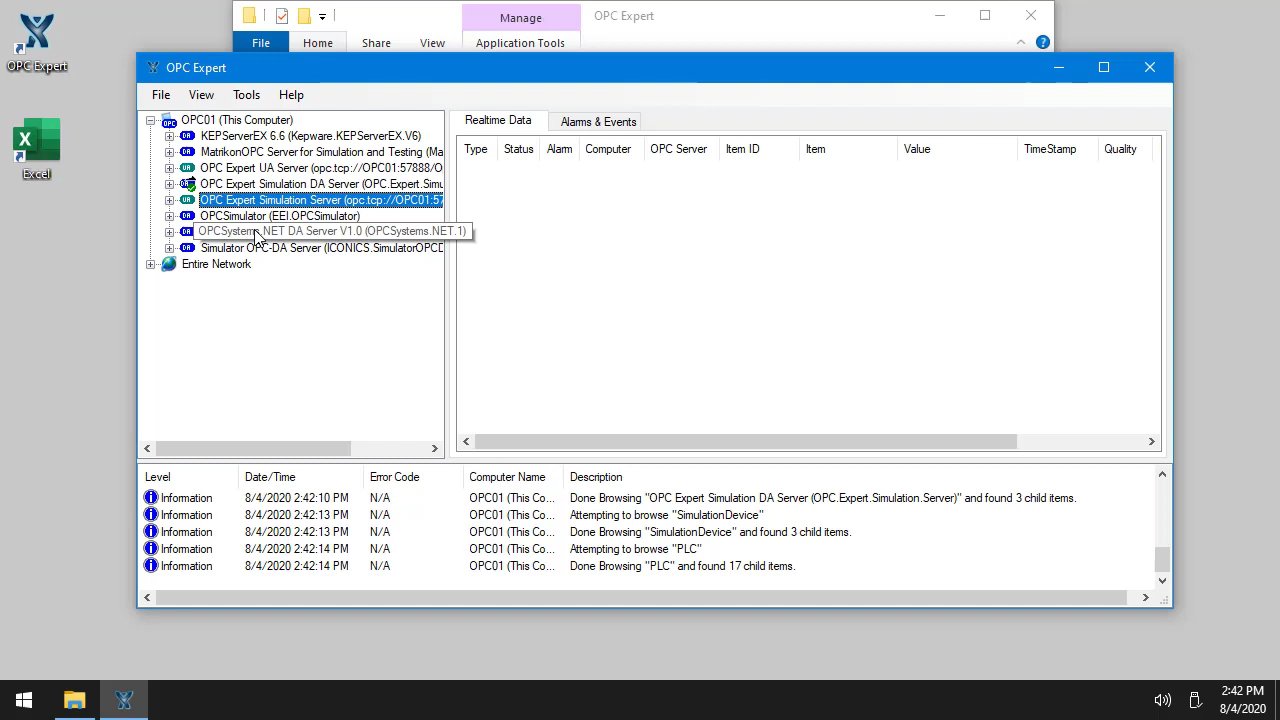 Manage
OPC Expert
File
Home
Share
View
Application Tools
OPC Expert
OPC Expert
File
View
Tools
Help
OPC01 (This Computer)
KEPServerEX 6.6 (Kepware.KEPServerEX.V6)
MatrikonOPC Server for Simulation and Testing (Ma
OPC Expert UA Server (opc.tcp://OPC01:57888/O
OPC Expert Simulation DA Server (OPC.Expert.Simu
OPC Expert Simulation Server (opc.tcp://OPC01:57
OPCSimulator (EEI.OPCSimulator)
OPCSystems.NET DA Server V1.0 (OPCSystems.NET.1)
Simulator OPC-DA Server (ICONICS.SimulatorOPCD
Entire Network
Realtime Data
Alarms & Events
Type Status Alarm Computer OPC Server Item ID Item Value TimeStamp Quality
Level Date/Time Error Code Computer Name Description
Information 8/4/2020 2:42:10 PM N/A OPC01 (This Co... Done Browsing "OPC Expert Simulation DA Server (OPC.Expert.Simulation.Server)" and found 3 child items.
Information 8/4/2020 2:42:13 PM N/A OPC01 (This Co... Attempting to browse "SimulationDevice"
Information 8/4/2020 2:42:13 PM N/A OPC01 (This Co... Done Browsing "SimulationDevice" and found 3 child items.
Information 8/4/2020 2:42:14 PM N/A OPC01 (This Co... Attempting to browse "PLC"
Information 8/4/2020 2:42:14 PM N/A OPC01 (This Co... Done Browsing "PLC" and found 17 child items.
Excel
2:42 PM
8/4/2020